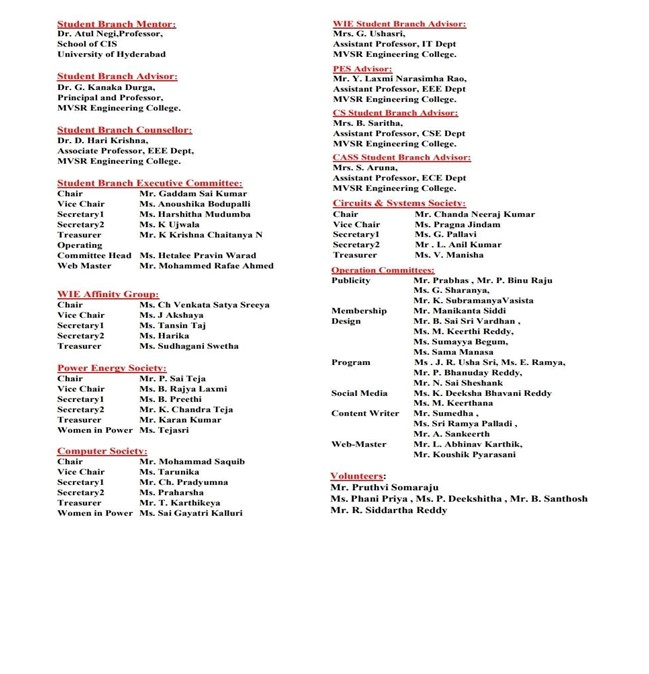 Student Branch Mentor:
Dr. Atul Negi,Professor,
School of CIS
University of Hyderabad
Student Branch Advisor:
Dr. G. Kanaka Durga,
Principal and Professor,
MVSR Engineering College.
Student Branch Counsellor:
Dr. D. Hari Krishna,
Associate Professor, EEE Dept,
MVSR Engineering College.
Student Branch Executive Committee:
Chair Mr. Gaddam Sai Kumar
Vice Chair Ms. Anoushika Bodupalli
Secretary1 Ms. Harshitha Mudumba
Secretary2 Ms. K Ujwala
Treasurer Mr. K Krishna Chaitanya N
Operating
Committee Head Ms. Hetalee Pravin Warad
Web Master Mr. Mohammed Rafae Ahmed
WIE Affinity Group:
Chair Ms. Ch Venkata Satya Sreeya
Vice Chair Ms. J Akshaya
Secretary1 Ms. Tansin Taj
Secretary2 Ms. Harika
Treasurer Ms. Sudhagani Swetha
Power Energy Society:
Chair Mr. P. Sai Teja
Vice Chair Ms. B. Rajya Laxmi
Secretary1 Ms. B. Preethi
Secretary2 Mr. K. Chandra Teja
Treasurer Mr. Karan Kumar
Women in Power Ms. Tejasri
Computer Society:
Chair Mr. Mohammad Saquib
Vice Chair Ms. Tarunika
Secretary1 Mr. Ch. Pradyumna
Secretary2 Ms. Praharsha
Treasurer Mr. T. Karthikeya
Women in Power Ms. Sai Gayatri Kalluri
WIE Student Branch Advisor:
Mrs. G. Ushasri,
Assistant Professor, IT Dept
MVSR Engineering College.
PES Advisor:
Mr. Y. Laxmi Narasimha Rao,
Assistant Professor, EEE Dept
MVSR Engineering College.
CS Student Branch Advisor:
Mrs. B. Saritha,
Assistant Professor, CSE Dept
MVSR Engineering College.
CASS Student Branch Advisor:
Mrs. S. Aruna,
Assistant Professor, ECE Dept
MVSR Engineering College.
Circuits & Systems Society:
Chair Mr. Chanda Neeraj Kumar
Vice Chair Ms. Pragna Jindam
Secretary1 Ms. G. Pallavi
Secretary2 Mr . L. Anil Kumar
Treasurer Ms. V. Manisha
Operation Committees:
Publicity Mr. Prabhas , Mr. P. Binu Raju
Ms. G. Sharanya,
Mr. K. SubramanyaVasista
Membership Mr. Manikanta Siddi
Design Mr. B. Sai Sri Vardhan ,
Ms. M. Keerthi Reddy,
Ms. Sumayya Begum,
Ms. Sama Manasa
Program Ms . J. R. Usha Sri, Ms. E. Ramya,
Mr. P. Bhanuday Reddy,
Mr. N. Sai Sheshank
Social Media Ms. K. Deeksha Bhavani Reddy
Ms. M. Keerthana
Content Writer Mr. Sumedha ,
Ms. Sri Ramya Palladi ,
Mr. A. Sankeerth
Web-Master Mr. L. Abhinav Karthik,
Mr. Koushik Pyarasani
Volunteers:
Mr. Pruthvi Somaraju
Ms. Phani Priya , Ms. P. Deekshitha , Mr. B. Santhosh
Mr. R. Siddartha Reddy